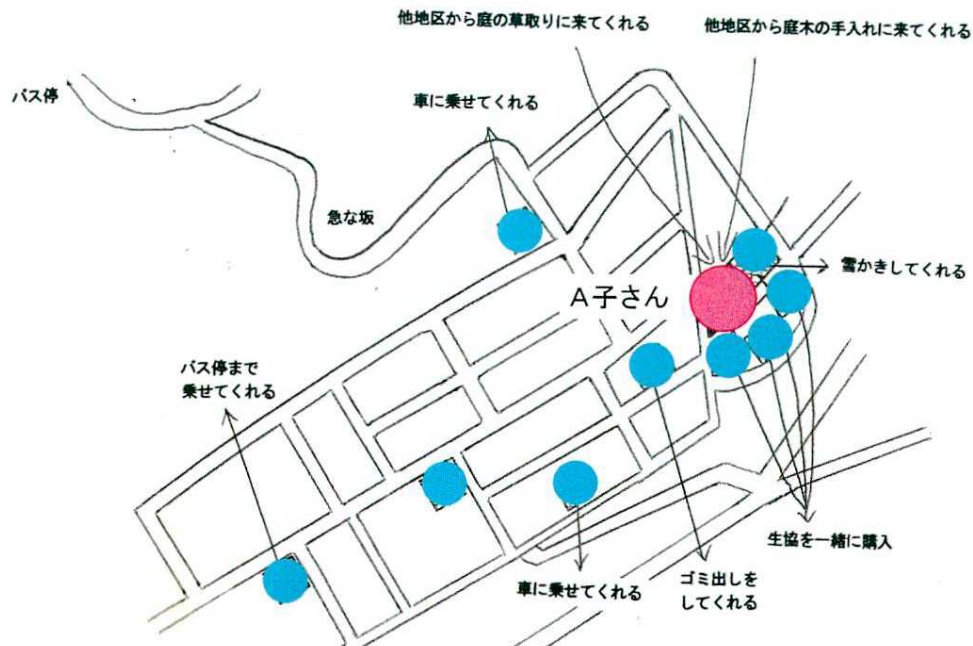 他地区から庭の草取りに来てくれる
他地区から庭木の手入れに来てくれる
バス停
車に乗せてくれる
急な坂
雪かきしてくれる
A子さん
バス停まで
乗せてくれる
生協を一緒に購入
車に乗せてくれる
ゴミ出しを
してくれる